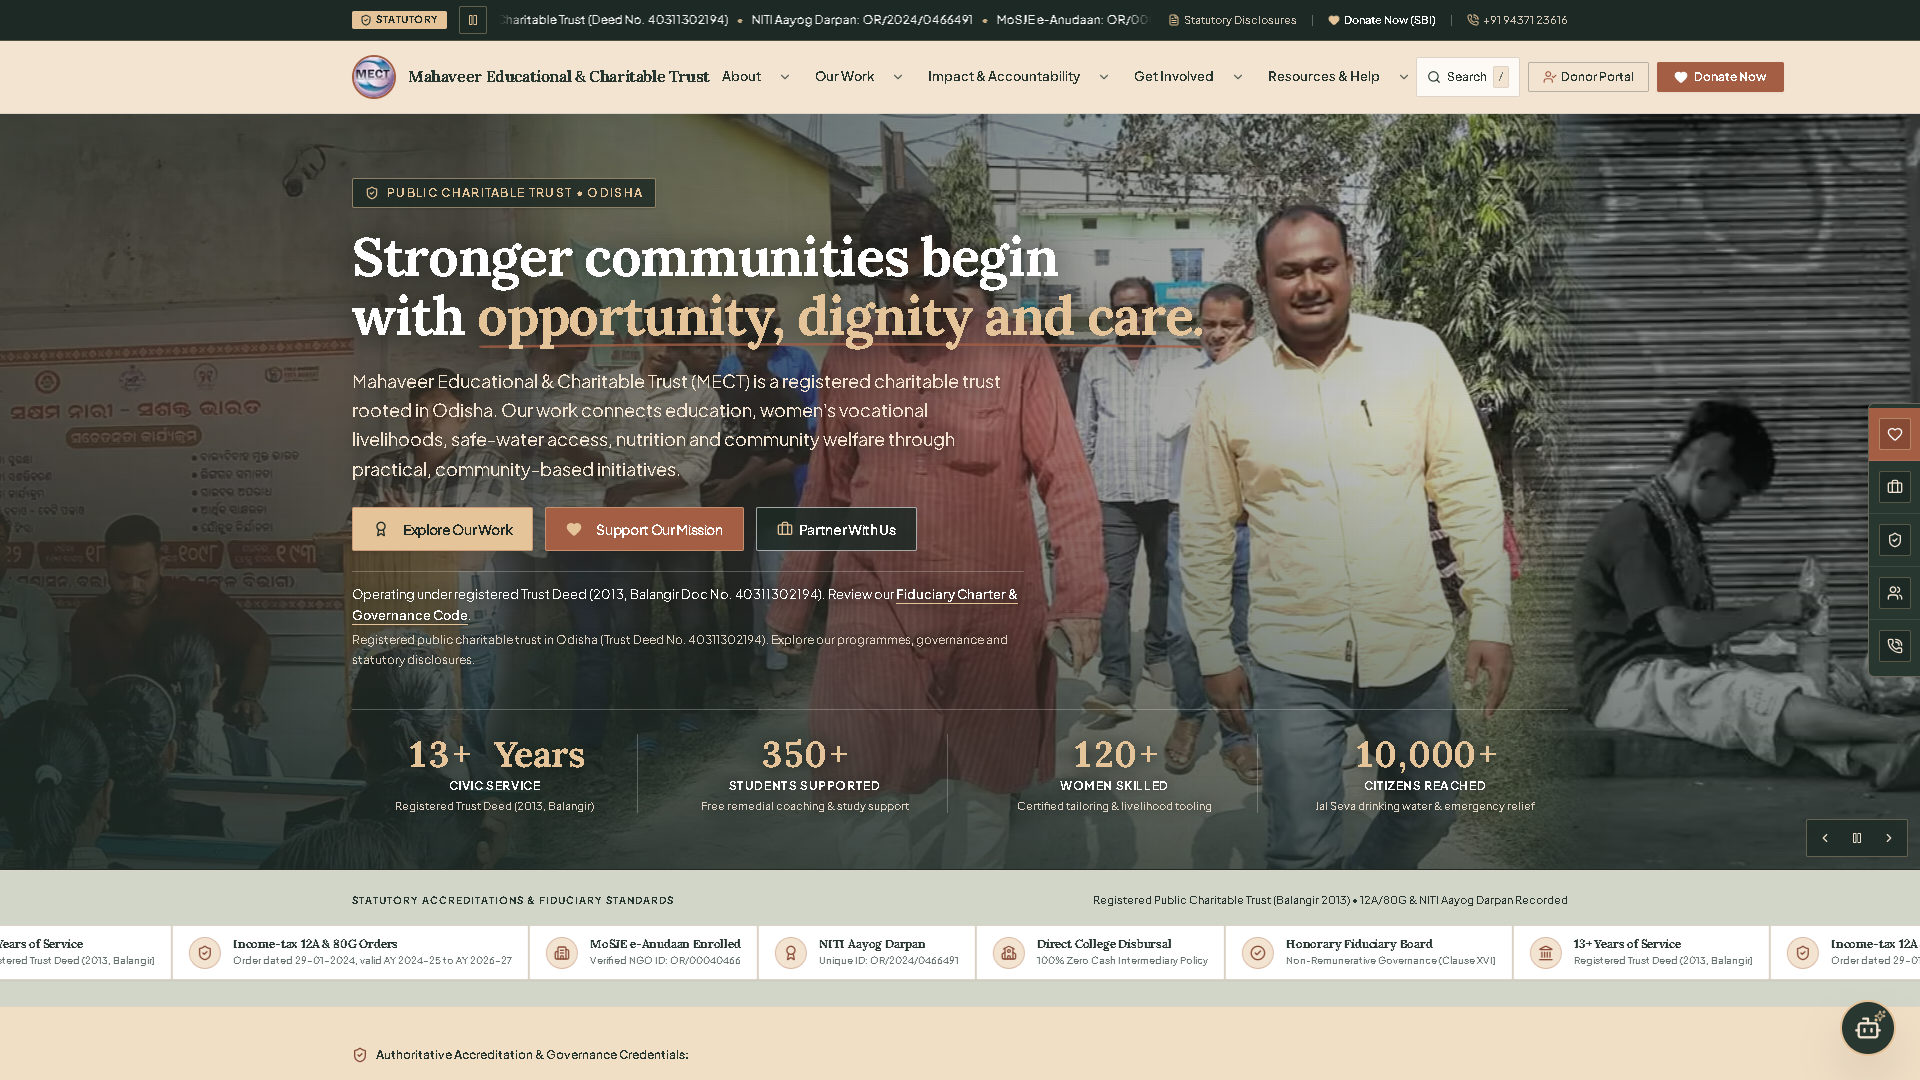 STATUTORY
Charitable Trust (Deed No. 40311302194) • NITI Aayog Darpan: OR/2024/0466491 • MoSJE e-Anudaan: OR/00
Statutory Disclosures
Donate Now (SBI)
+91 94371 23616
MECT
Mahaveer Educational & Charitable Trust
About
Our Work
Impact & Accountability
Get Involved
Resources & Help
Search /
Donor Portal
Donate Now
PUBLIC CHARITABLE TRUST • ODISHA
Stronger communities begin
with opportunity, dignity and care.
Mahaveer Educational & Charitable Trust (MECT) is a registered charitable trust
rooted in Odisha. Our work connects education, women's vocational
livelihoods, safe-water access, nutrition and community welfare through
practical, community-based initiatives.
ସକ୍ଷମ ନାରୀ - ସଶକ୍ତ ଭାରତ
ସଚେତନତା କାର୍ଯ୍ୟକ୍ରମ
Explore Our Work
Support Our Mission
Partner With Us
Operating under registered Trust Deed (2013, Balangir Doc No. 40311302194). Review our Fiduciary Charter &
Governance Code.
Registered public charitable trust in Odisha (Trust Deed No. 40311302194). Explore our programmes, governance and
statutory disclosures.
13+ Years
CIVIC SERVICE
Registered Trust Deed (2013, Balangir)
350+
STUDENTS SUPPORTED
Free remedial coaching & study support
120+
WOMEN SKILLED
Certified tailoring & livelihood tooling
10,000+
CITIZENS REACHED
Jal Seva drinking water & emergency relief
STATUTORY ACCREDITATIONS & FIDUCIARY STANDARDS
Registered Public Charitable Trust (Balangir 2013) • 12A/80G & NITI Aayog Darpan Recorded
Years of Service
stered Trust Deed (2013, Balangir)
Income-tax 12A & 80G Orders
Order dated 29-01-2024, valid AY 2024-25 to AY 2026-27
MoSJE e-Anudaan Enrolled
Verified NGO ID: OR/00040466
NITI Aayog Darpan
Unique ID: OR/2024/0466491
Direct College Disbursal
100% Zero Cash Intermediary Policy
Honorary Fiduciary Board
Non-Remunerative Governance (Clause XVI)
13+ Years of Service
Registered Trust Deed (2013, Balangir)
Income-tax 12A
Order dated 29-01
Authoritative Accreditation & Governance Credentials: